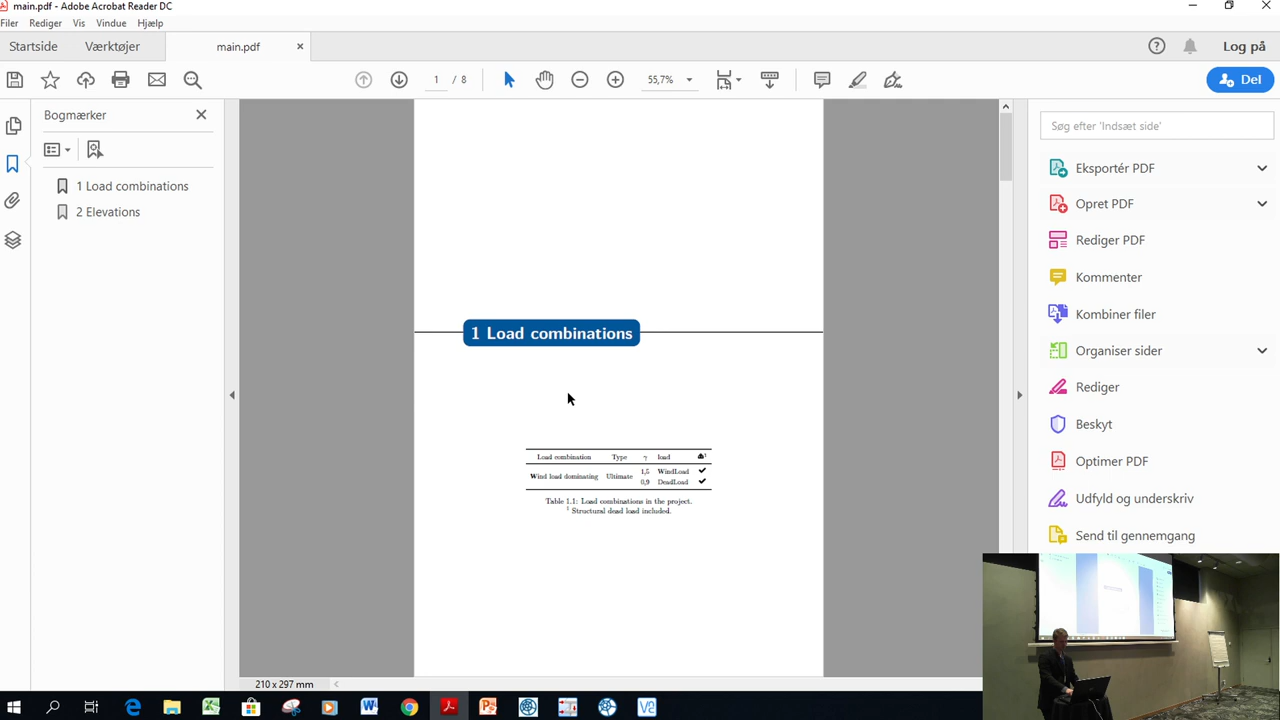 main.pdf - Adobe Acrobat Reader DC
Filer Rediger Vis Vindue Hjælp
Startside Værktøjer main.pdf × Log på
1 / 8 55,7% Del
Bogmærker
1 Load combinations
2 Elevations
1 Load combinations
Load combination Type γ load 1
Wind load dominating Ultimate 1,5 WindLoad ✔
0,9 DeadLoad ✔
Table 1.1: Load combinations in the project.
1 Structural dead load included.
210 x 297 mm
Søg efter 'Indsæt side'
Eksportér PDF
Opret PDF
Rediger PDF
Kommenter
Kombiner filer
Organiser sider
Rediger
Beskyt
Optimer PDF
Udfyld og underskriv
Send til gennemgang